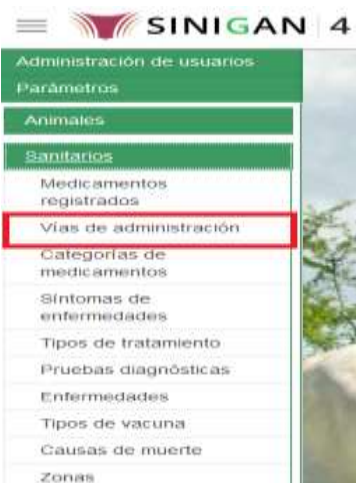 SINIGAN | 4
Administración de usuarios
Parámetros
Animales
Sanitarios
Medicamentos
registrados
Vías de administración
Categorías de
medicamentos
Síntomas de
enfermedades
Tipos de tratamiento
Pruebas diagnósticas
Enfermedades
Tipos de vacuna
Causas de muerte
Zonas